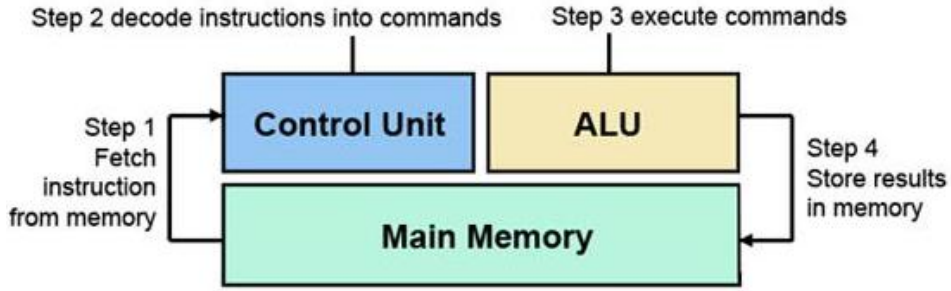 Step 2 decode instructions into commands
Step 3 execute commands
Control Unit
ALU
Step 1
Fetch
instruction
from memory
Step 4
Store results
in memory
Main Memory